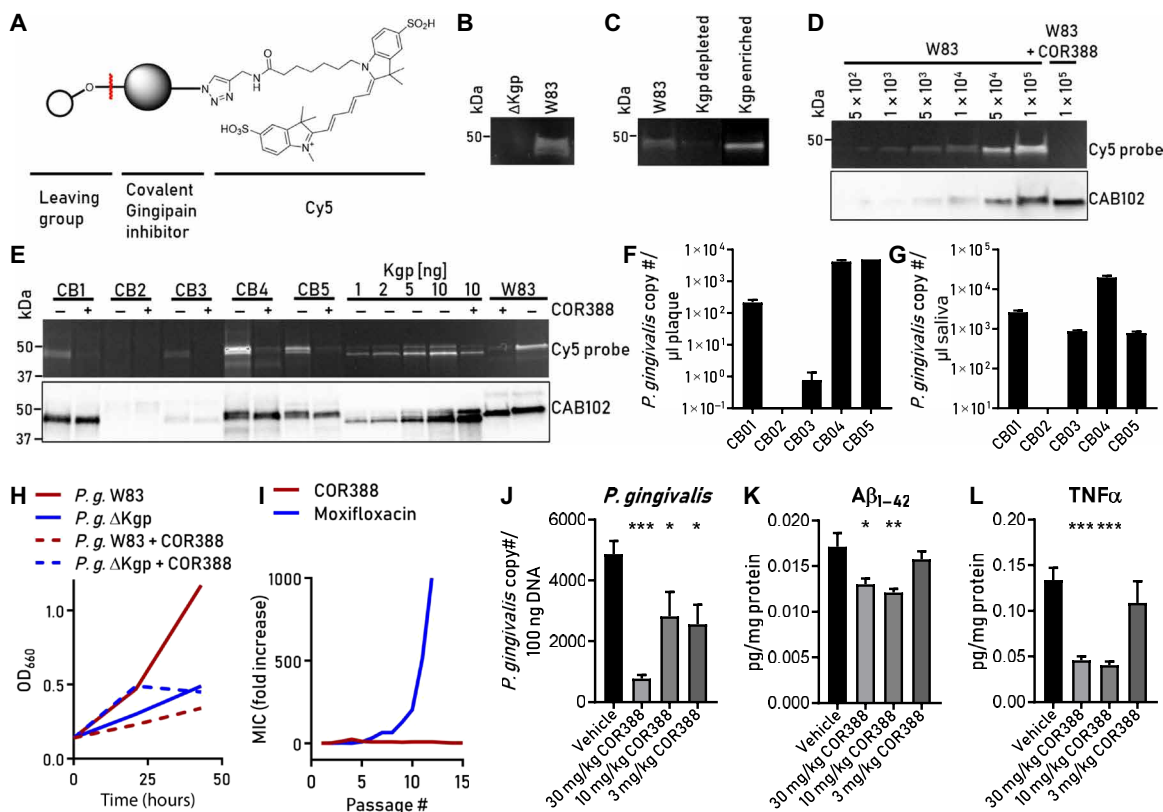 A
SO₂H
O
N
H
N
N=N
N
HO₃S
N⁺
O
Leaving
group
Covalent
Gingipain
inhibitor
Cy5
B
kDa
ΔKgp
W83
50
C
kDa
W83
Kgp depleted
Kgp enriched
50
D
W83
W83
+ COR388
kDa
5 × 10²
1 × 10³
5 × 10³
1 × 10⁴
5 × 10⁴
1 × 10⁵
1 × 10⁵
50
Cy5 probe
CAB102
E
Kgp [ng]
kDa
CB1 CB2 CB3 CB4 CB5 1 2 5 10 10 W83
− + − + − + − + − + − − − − + + − COR388
50
Cy5 probe
37
50
CAB102
37
F
P. gingivalis copy #/
µl plaque
1×10⁴
1×10³
1×10²
1×10¹
1×10⁰
1×10⁻¹
CB01
CB02
CB03
CB04
CB05
G
P. gingivalis copy #/
µl saliva
1×10⁵
1×10⁴
1×10³
1×10²
1×10¹
CB01
CB02
CB03
CB04
CB05
H
P. g. W83
P. g. ΔKgp
P. g. W83 + COR388
P. g. ΔKgp + COR388
OD₆₆₀
1.0
0.5
0.0
0 25 50
Time (hours)
I
COR388
Moxifloxacin
MIC (fold increase)
1000
500
0
0 5 10 15
Passage #
J
P. gingivalis
P. gingivalis copy#/
100 ng DNA
6000
4000
2000
0
*** * *
Vehicle
30 mg/kg COR388
10 mg/kg COR388
3 mg/kg COR388
K
Aβ₁₋₄₂
pg/mg protein
0.020
0.015
0.010
0.005
0.000
* **
Vehicle
30 mg/kg COR388
10 mg/kg COR388
3 mg/kg COR388
L
TNFα
pg/mg protein
0.20
0.15
0.10
0.05
0.00
*** ***
Vehicle
30 mg/kg COR388
10 mg/kg COR388
3 mg/kg COR388